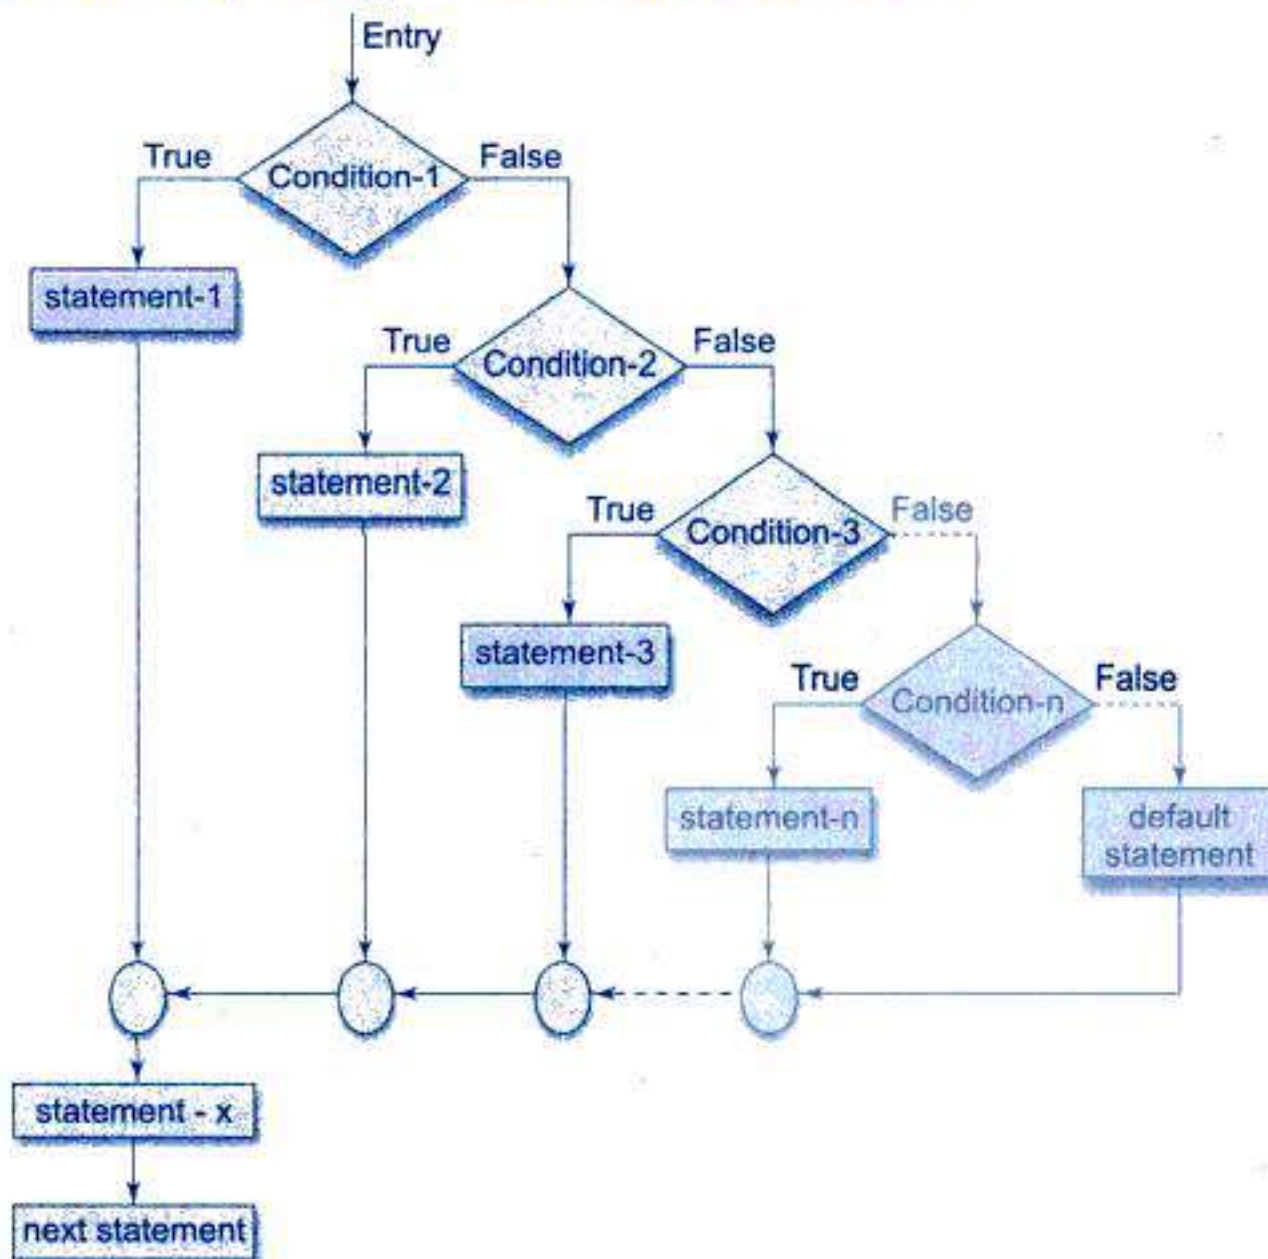 Entry
True
False
Condition-1
statement-1
True
False
Condition-2
statement-2
True
False
Condition-3
statement-3
True
False
Condition-n
statement-n
default
statement
statement - x
next statement